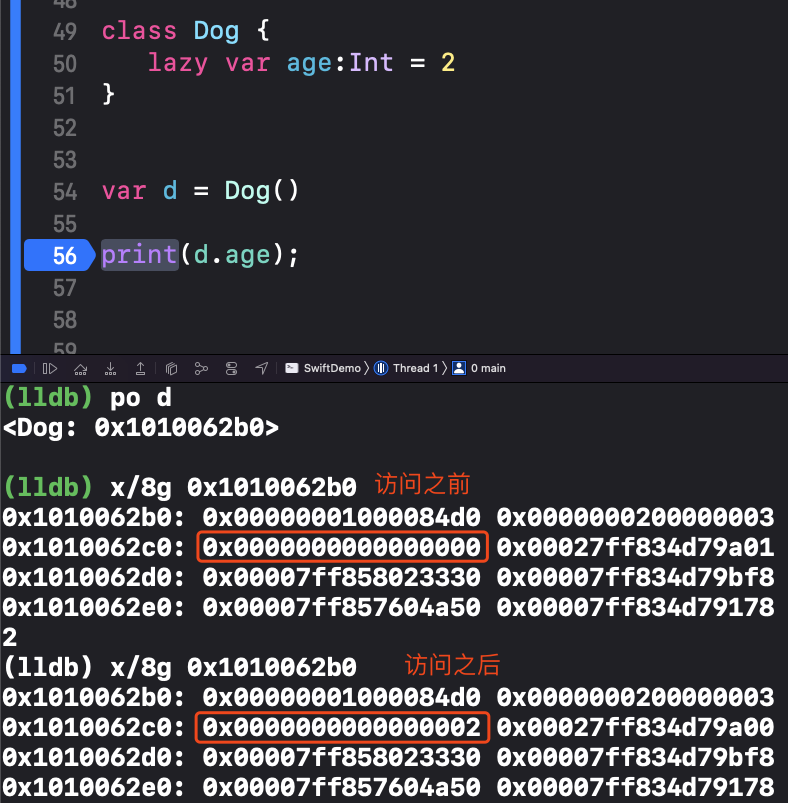 48
49 class Dog {
50 lazy var age:Int = 2
51 }
52
53
54 var d = Dog()
55
56 print(d.age);
57
58
59
SwiftDemo 〉 Thread 1 〉 0 main
(lldb) po d
<Dog: 0x1010062b0>
(lldb) x/8g 0x1010062b0 访问之前
0x1010062b0: 0x00000001000084d0 0x0000000200000003
0x1010062c0: 0x0000000000000000 0x00027ff834d79a01
0x1010062d0: 0x00007ff858023330 0x00007ff834d79bf8
0x1010062e0: 0x00007ff857604a50 0x00007ff834d79178
2
(lldb) x/8g 0x1010062b0 访问之后
0x1010062b0: 0x00000001000084d0 0x0000000200000003
0x1010062c0: 0x0000000000000002 0x00027ff834d79a00
0x1010062d0: 0x00007ff858023330 0x00007ff834d79bf8
0x1010062e0: 0x00007ff857604a50 0x00007ff834d79178